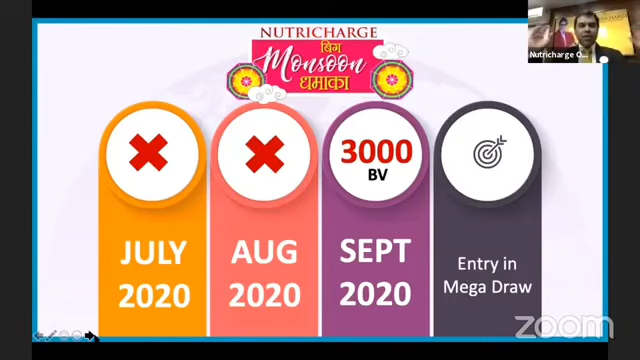 NUTRICHARGE
बिग
Monsoon
धमाका
3000
BV
JULY
2020
AUG
2020
SEPT
2020
Entry in
Mega Draw
Nutricharge O...
zoom